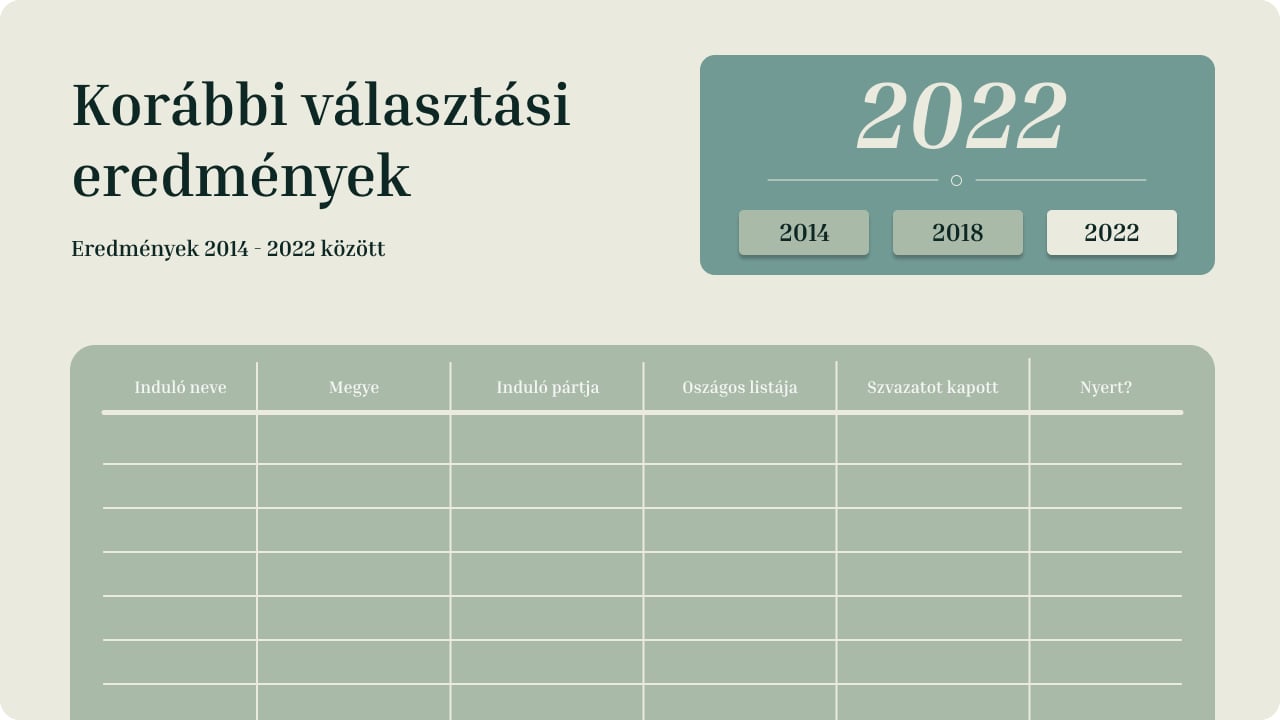 Korábbi választási
eredmények
Eredmények 2014 - 2022 között
2022
2014 2018 2022
Induló neve Megye Induló pártja Oszágos listája Szvazatot kapott Nyert?